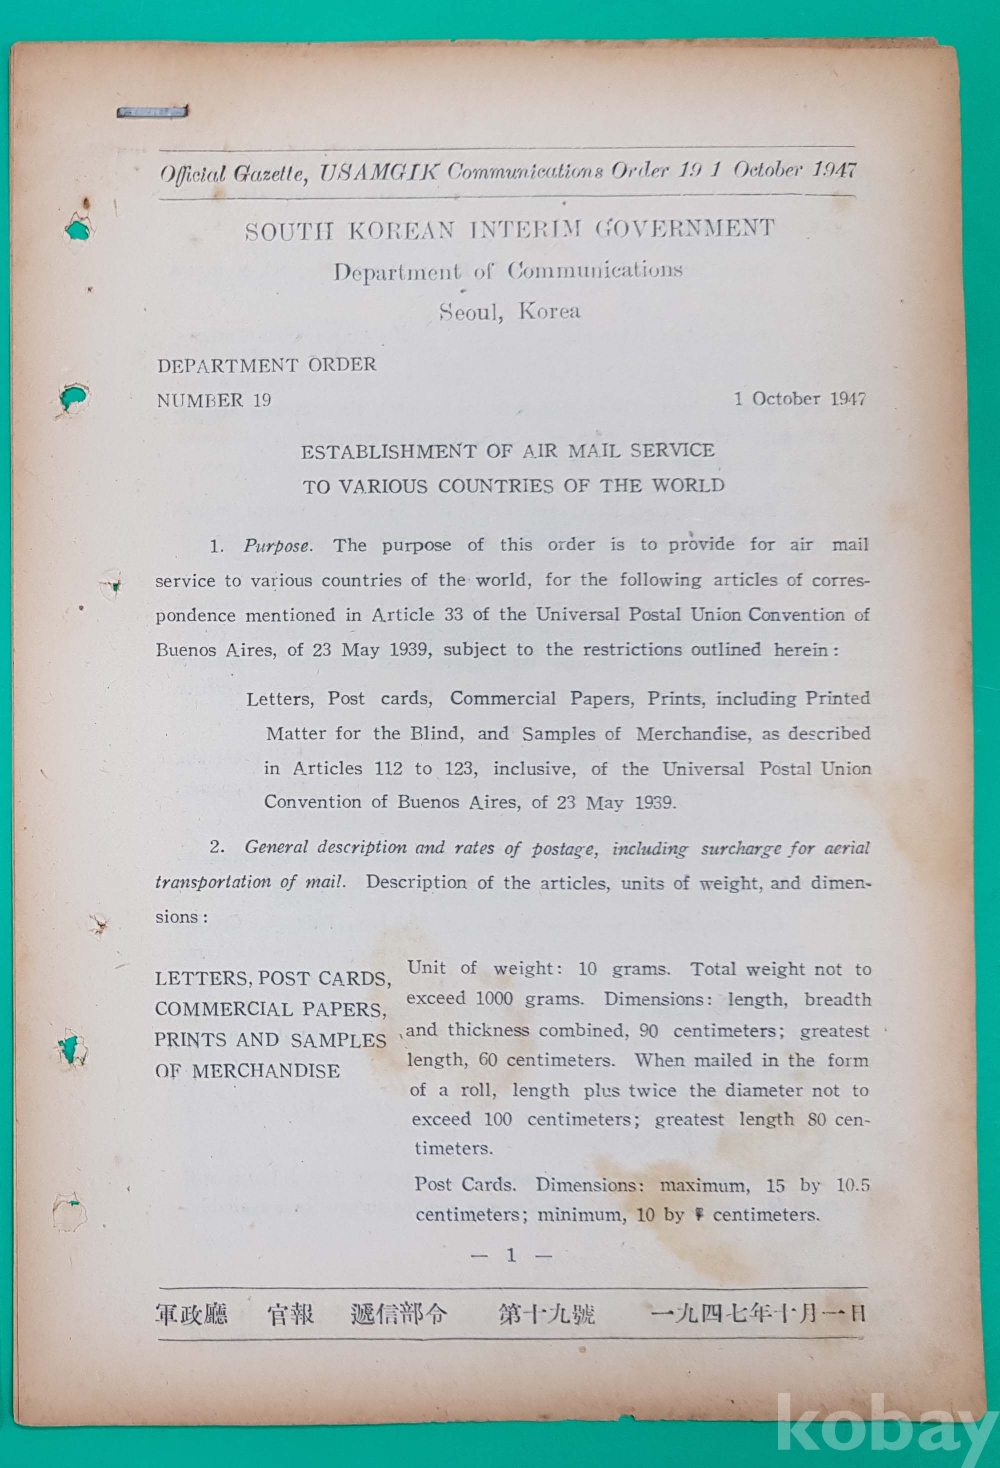 Official Gazette, USAMGIK Communications Order 19 1 October 1947
SOUTH KOREAN INTERIM GOVERNMENT
Department of Communications
Seoul, Korea
DEPARTMENT ORDER
NUMBER 19
1 October 1947
ESTABLISHMENT OF AIR MAIL SERVICE
TO VARIOUS COUNTRIES OF THE WORLD
1. Purpose. The purpose of this order is to provide for air mail
service to various countries of the world, for the following articles of corres-
pondence mentioned in Article 33 of the Universal Postal Union Convention of
Buenos Aires, of 23 May 1939, subject to the restrictions outlined herein:
Letters, Post cards, Commercial Papers, Prints, including Printed
Matter for the Blind, and Samples of Merchandise, as described
in Articles 112 to 123, inclusive, of the Universal Postal Union
Convention of Buenos Aires, of 23 May 1939.
2. General description and rates of postage, including surcharge for aerial
transportation of mail. Description of the articles, units of weight, and dimen-
sions:
LETTERS, POST CARDS,
COMMERCIAL PAPERS,
PRINTS AND SAMPLES
OF MERCHANDISE
Unit of weight: 10 grams. Total weight not to
exceed 1000 grams. Dimensions: length, breadth
and thickness combined, 90 centimeters; greatest
length, 60 centimeters. When mailed in the form
of a roll, length plus twice the diameter not to
exceed 100 centimeters; greatest length 80 cen-
timeters.
Post Cards. Dimensions: maximum, 15 by 10.5
centimeters; minimum, 10 by centimeters.
— 1 —
軍政廳 官報 遞信部令 第十九號 一九四七年十月一日
kobay